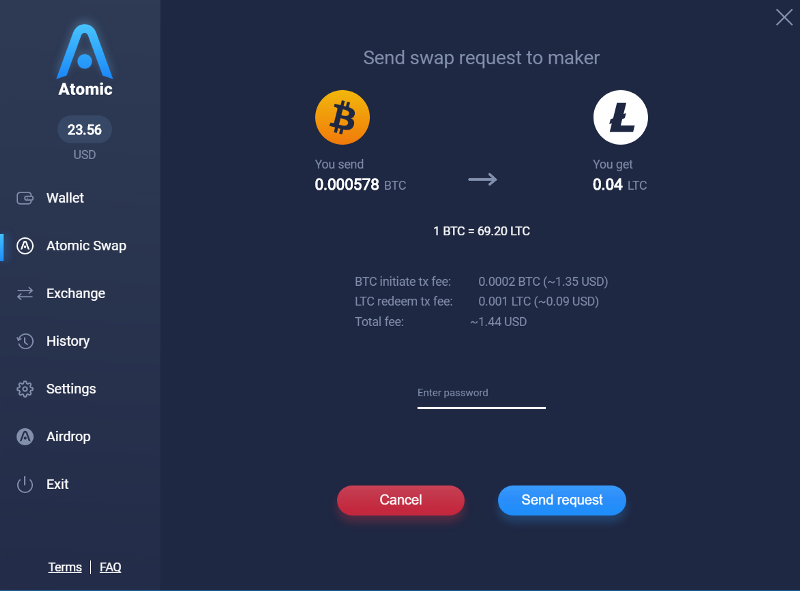 Atomic
23.56
USD
Wallet
Atomic Swap
Exchange
History
Settings
Airdrop
Exit
Terms | FAQ
Send swap request to maker
You send
0.000578 BTC
You get
0.04 LTC
1 BTC = 69.20 LTC
BTC initiate tx fee: 0.0002 BTC (~1.35 USD)
LTC redeem tx fee: 0.001 LTC (~0.09 USD)
Total fee: ~1.44 USD
Enter password
Cancel
Send request